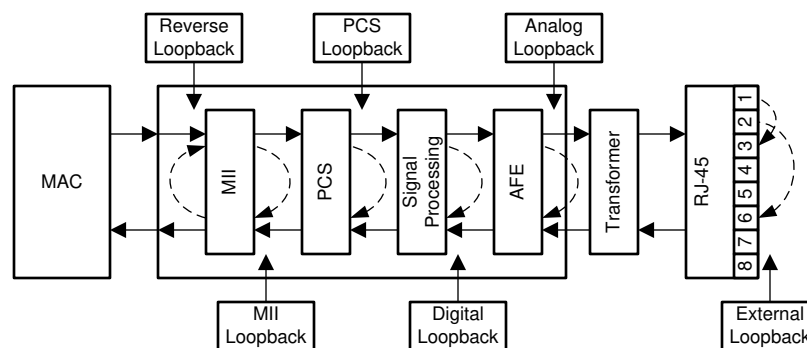 Reverse
Loopback
PCS
Loopback
Analog
Loopback
MAC
MII
PCS
Signal
Processing
AFE
Transformer
RJ-45
1
2
3
4
5
6
7
8
MII
Loopback
Digital
Loopback
External
Loopback